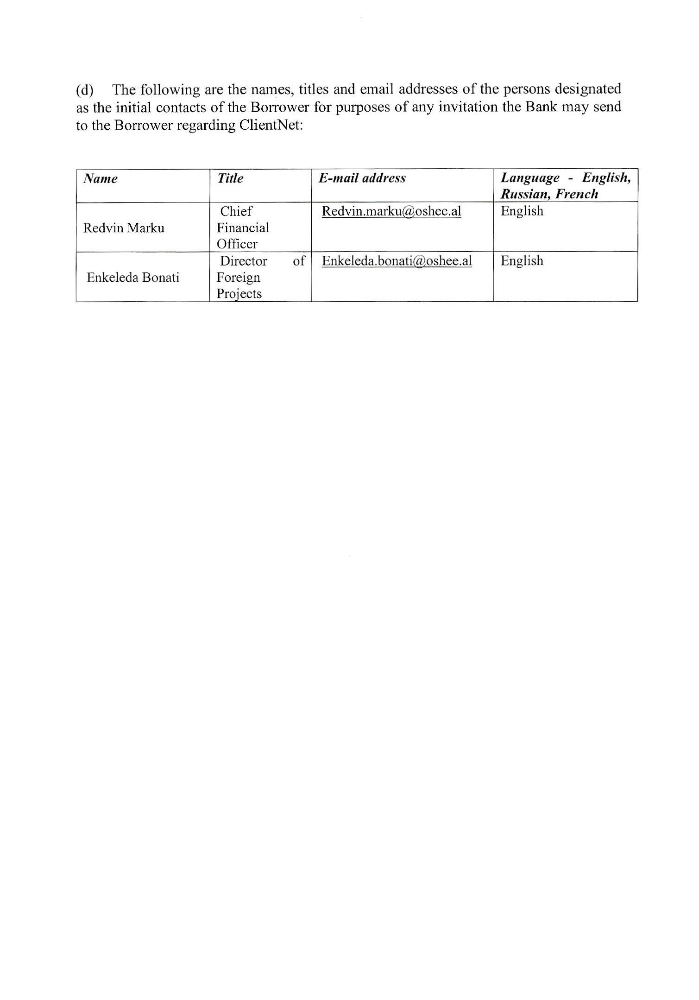 (d) The following are the names, titles and email addresses of the persons designated
as the initial contacts of the Borrower for purposes of any invitation the Bank may send
to the Borrower regarding ClientNet:
Name Title E-mail address Language - English,
Russian, French
Redvin Marku
Chief
Financial
Officer
Redvin.marku@oshee.al
English
Enkeleda Bonati
Director of
Foreign
Projects
Enkeleda.bonati@oshee.al
English